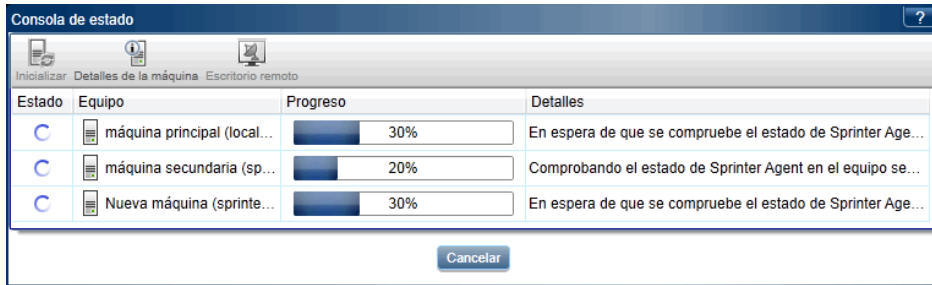 Consola de estado
?
Inicializar Detalles de la máquina Escritorio remoto
Estado Equipo Progreso Detalles
máquina principal (local... 30% En espera de que se compruebe el estado de Sprinter Age...
máquina secundaria (sp... 20% Comprobando el estado de Sprinter Agent en el equipo se...
Nueva máquina (sprinte... 30% En espera de que se compruebe el estado de Sprinter Age...
Cancelar